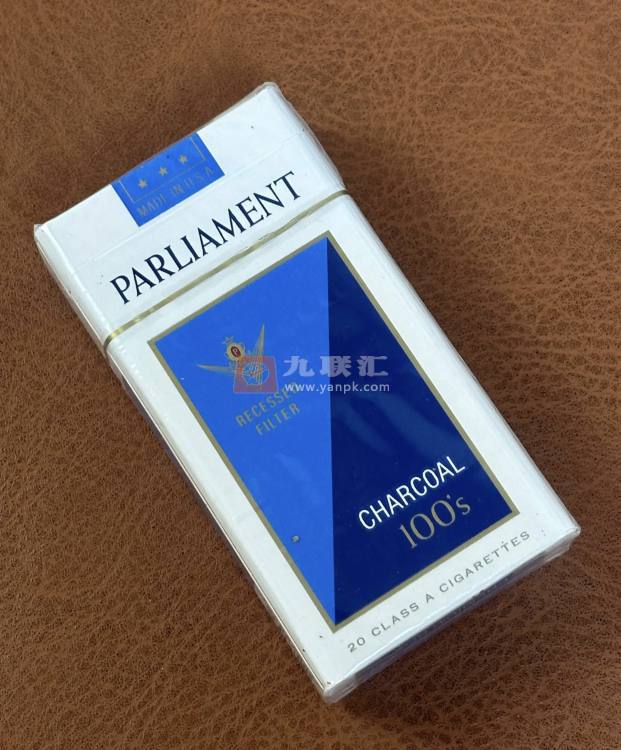 MADE IN U.S.A
PARLIAMENT
九联汇
www.yanpk.com
RECESSED
FILTER
CHARCOAL
100's
20 CLASS A CIGARETTES